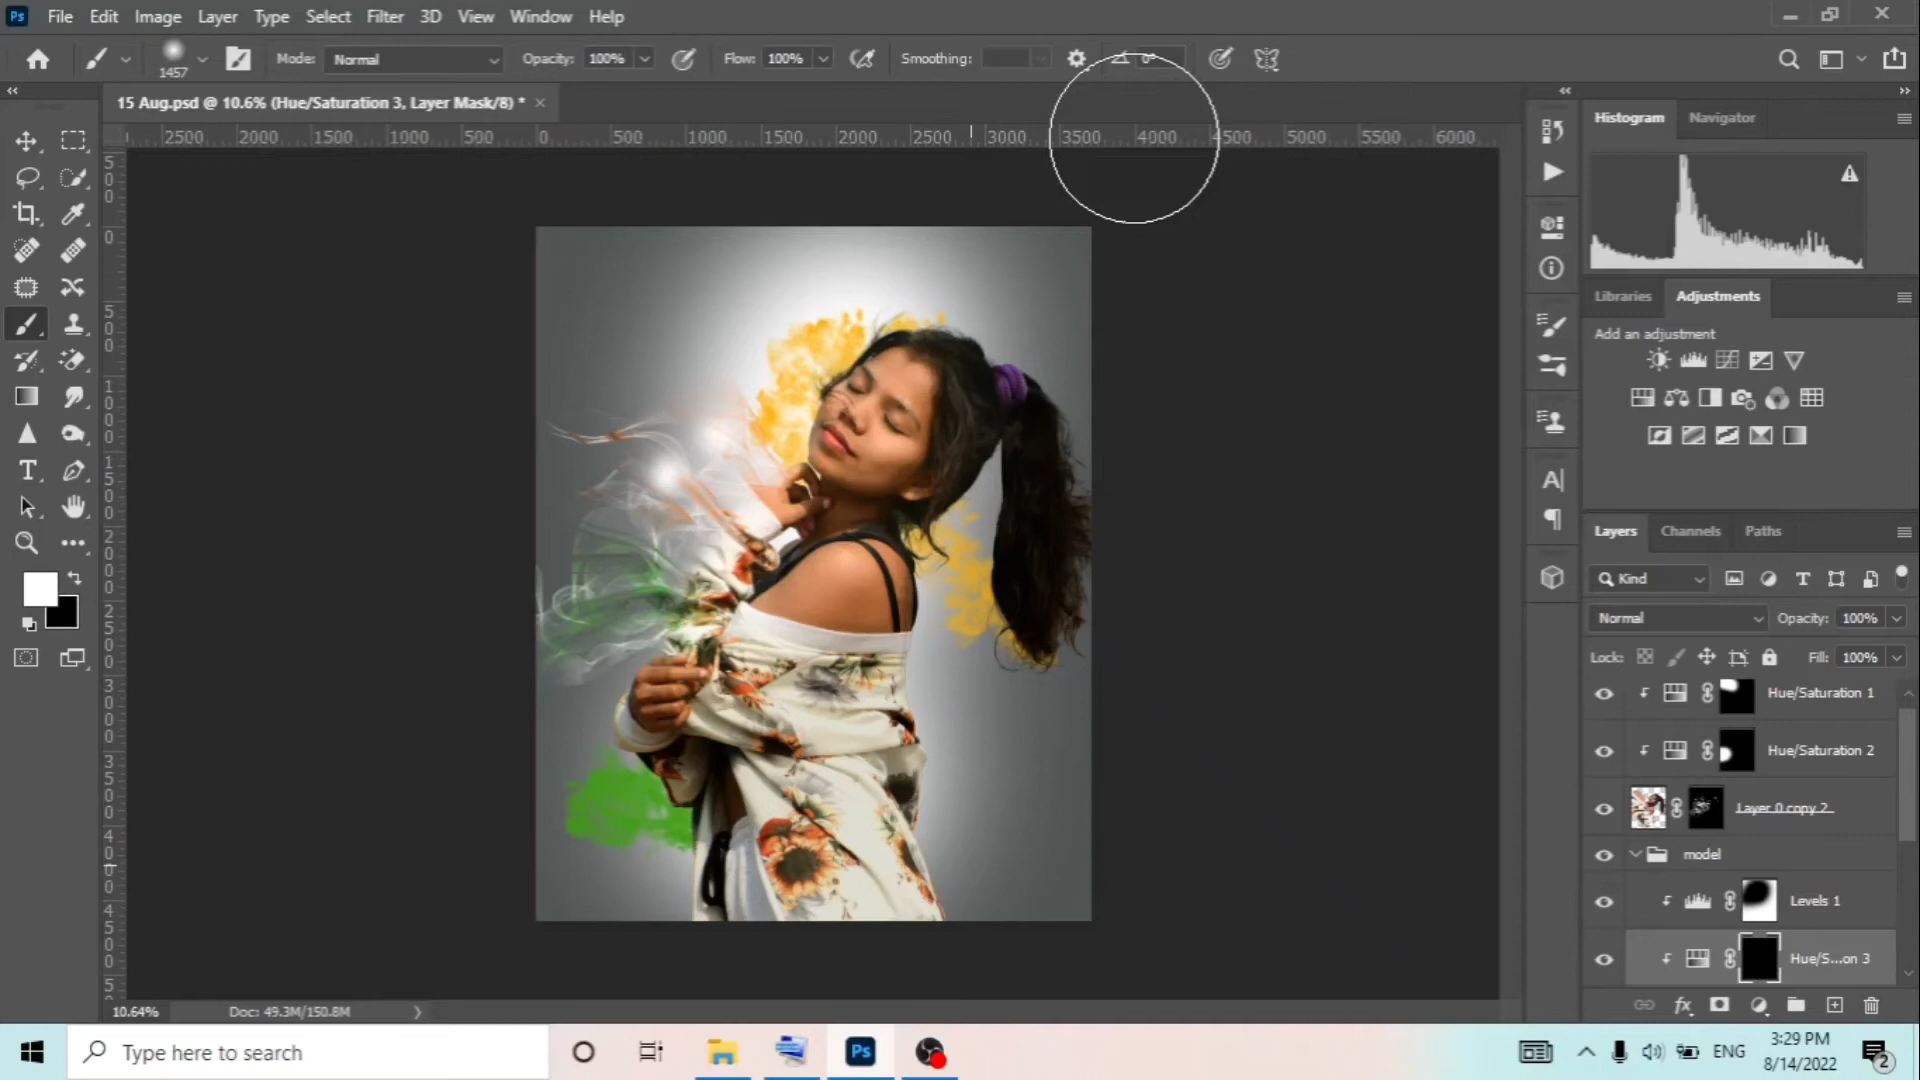 Ps File Edit Image Layer Type Select Filter 3D View Window Help
1457 Mode: Normal Opacity: 100% Flow: 100% Smoothing: 0°
15 Aug.psd @ 10.6% (Hue/Saturation 3, Layer Mask/8) * ×
2500 2000 1500 1000 500 0 500 1000 1500 2000 2500 3000 3500 4000 4500 5000 5500 6000
Histogram Navigator
Libraries Adjustments
Add an adjustment
Layers Channels Paths
Kind
Normal Opacity: 100%
Lock: Fill: 100%
Hue/Saturation 1
Hue/Saturation 2
Layer 0 copy 2
model
Levels 1
Hue/S...on 3
10.64% Doc: 49.3M/150.8M
Type here to search
Ps
ENG
3:29 PM
8/14/2022
2